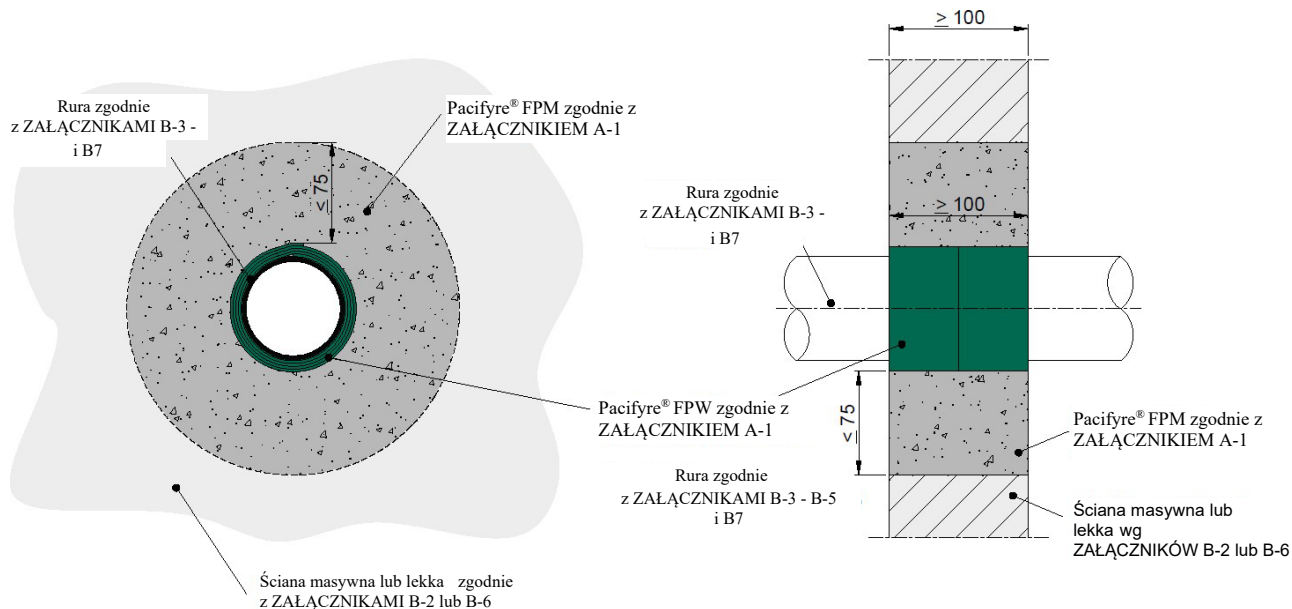 Rura zgodnie
z ZAŁĄCZNIKAMI B-3 -
i B7
Pacifyre® FPM zgodnie z
ZAŁĄCZNIKIEM A-1
≤ 75
Pacifyre® FPW zgodnie z
ZAŁĄCZNIKIEM A-1
Ściana masywna lub lekka zgodnie
z ZAŁĄCZNIKAMI B-2 lub B-6
≥ 100
≥ 100
Rura zgodnie
z ZAŁĄCZNIKAMI B-3 -
i B7
≤ 75
Pacifyre® FPM zgodnie z
ZAŁĄCZNIKIEM A-1
Rura zgodnie
z ZAŁĄCZNIKAMI B-3 - B-5
i B7
Ściana masywna lub
lekka wg
ZAŁĄCZNIKÓW B-2 lub B-6